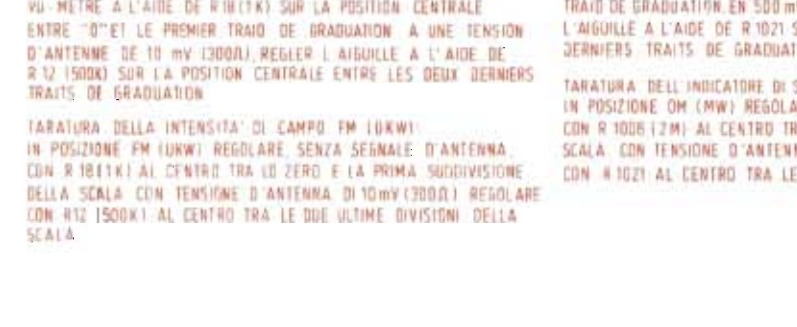 VU-METRE A L'AIDE DE R18 (1K) SUR LA POSITION CENTRALE
ENTRE "0" ET LE PREMIER TRAID DE GRADUATION A UNE TENSION
D'ANTENNE DE 10 mV (300Ω), REGLER L'AIGUILLE A L'AIDE DE
R 12 (500K) SUR LA POSITION CENTRALE ENTRE LES DEUX DERNIERS
TRAITS DE GRADUATION
TARATURA DELLA INTENSITA' DI CAMPO FM (UKW)
IN POSIZIONE FM (UKW) REGOLARE, SENZA SEGNALE D'ANTENNA,
CON R 18 (1K) AL CENTRO TRA LO ZERO E LA PRIMA SUDDIVISIONE
DELLA SCALA CON TENSIONE D'ANTENNA DI 10 mV (300Ω) REGOLARE
CON R12 (500K) AL CENTRO TRA LE DUE ULTIME DIVISIONI DELLA
SCALA
TRAID DE GRADUATION. EN 500 m
L'AIGUILLE A L'AIDE DE R 1021 S
DERNIERS TRAITS DE GRADUAT
TARATURA DELL'INDICATORE DI S
IN POSIZIONE OM (MW) REGOLA
CON R 1006 (2M) AL CENTRO TR
SCALA CON TENSIONE D'ANTENN
CON R 1021 AL CENTRO TRA LE